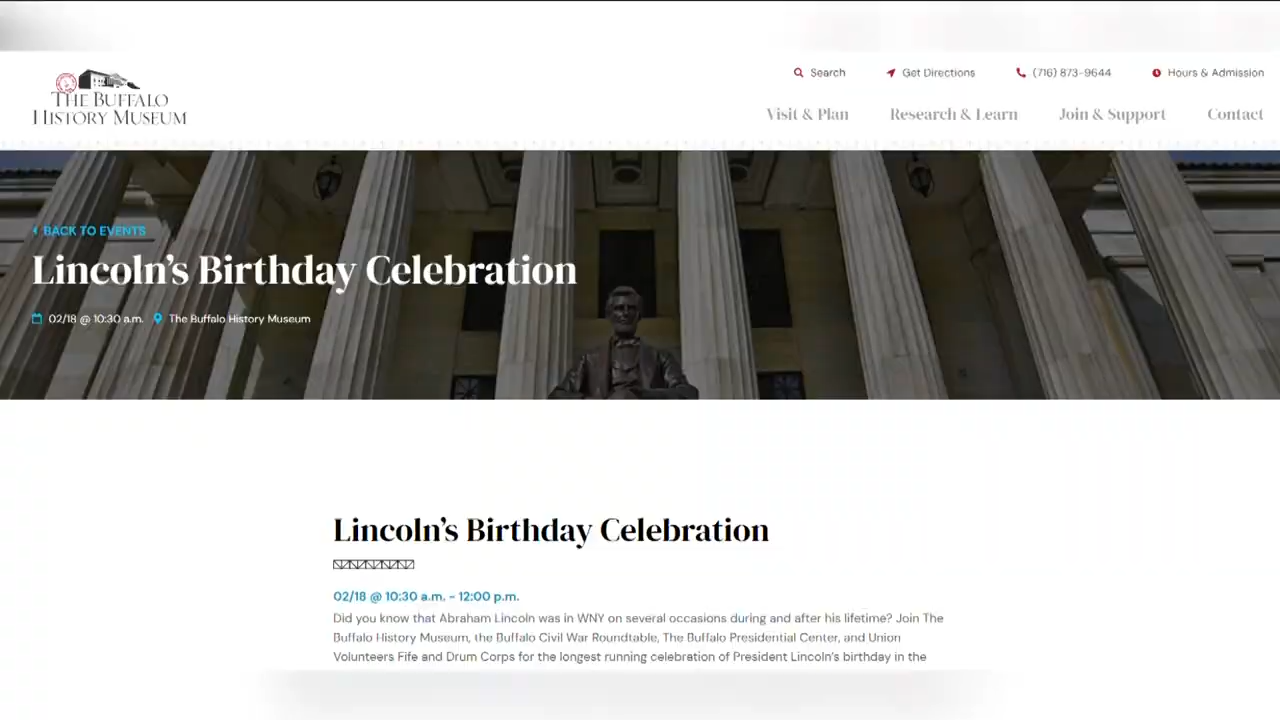 THE BUFFALO
HISTORY MUSEUM
Search
Get Directions
(716) 873-9644
Hours & Admission
Visit & Plan
Research & Learn
Join & Support
Contact
BACK TO EVENTS
Lincoln's Birthday Celebration
02/18 @ 10:30 a.m.
The Buffalo History Museum
Lincoln's Birthday Celebration
02/18 @ 10:30 a.m. - 12:00 p.m.
Did you know that Abraham Lincoln was in WNY on several occasions during and after his lifetime? Join The
Buffalo History Museum, the Buffalo Civil War Roundtable, The Buffalo Presidential Center, and Union
Volunteers Fife and Drum Corps for the longest running celebration of President Lincoln's birthday in the